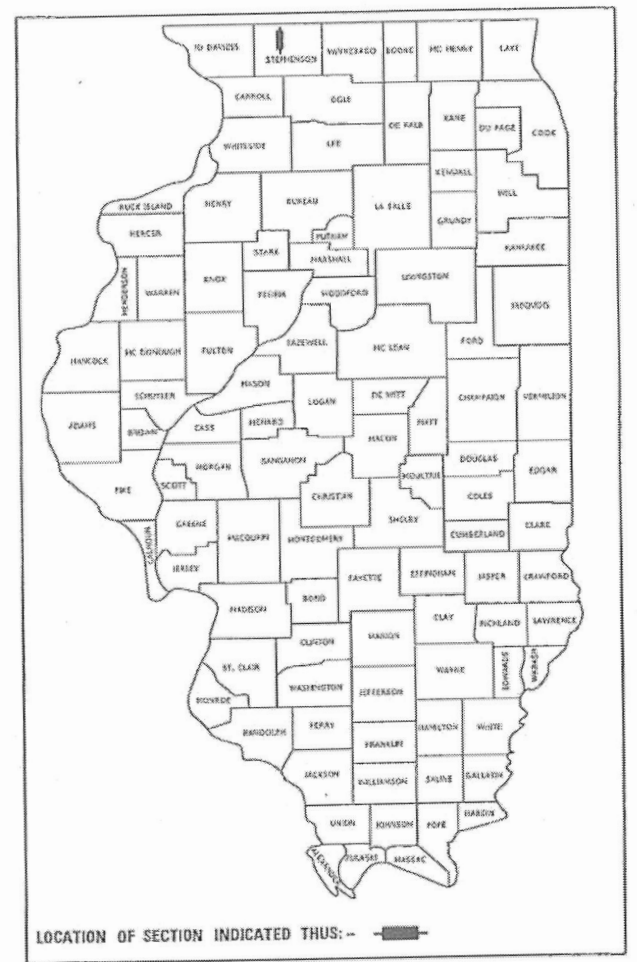 JO DAVIESS STEPHENSON WINNEBAGO BOONE MC HENRY LAKE
CARROLL OGLE DE KALB KANE DU PAGE COOK
WHITESIDE LEE KENDALL WILL
ROCK ISLAND HENRY BUREAU LA SALLE GRUNDY
MERCER PUTNAM KANKAKEE
STARK MARSHALL
HENDERSON WARREN KNOX PEORIA WOODFORD LIVINGSTON IROQUOIS
HANCOCK MC DONOUGH FULTON TAZEWELL MC LEAN FORD
MASON
SCHUYLER LOGAN DE WITT CHAMPAIGN VERMILION
ADAMS BROWN CASS MENARD MACON PIATT
MORGAN SANGAMON DOUGLAS EDGAR
PIKE SCOTT CHRISTIAN MOULTRIE COLES
GREENE MACOUPIN MONTGOMERY SHELBY CUMBERLAND CLARK
CALHOUN JERSEY FAYETTE EFFINGHAM JASPER CRAWFORD
MADISON BOND CLAY RICHLAND LAWRENCE
CLINTON MARION
ST. CLAIR WAYNE EDWARDS WABASH
MONROE WASHINGTON JEFFERSON
RANDOLPH PERRY HAMILTON WHITE
FRANKLIN
JACKSON WILLIAMSON SALINE GALLATIN
UNION JOHNSON POPE HARDIN
ALEXANDER PULASKI MASSAC
LOCATION OF SECTION INDICATED THUS: -